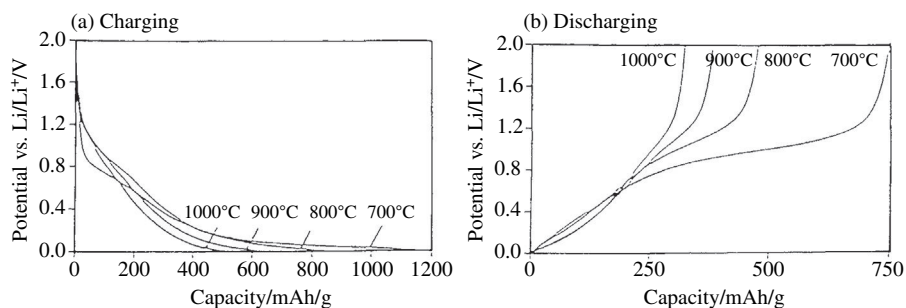 (a) Charging
Potential vs. Li/Li⁺/V
2.0
1.6
1.2
0.8
0.4
0.0
1000°C 900°C 800°C 700°C
0 200 400 600 800 1000 1200
Capacity/mAh/g
(b) Discharging
Potential vs. Li/Li⁺/V
2.0
1.6
1.2
0.8
0.4
0.0
1000°C 900°C 800°C 700°C
0 250 500 750
Capacity/mAh/g